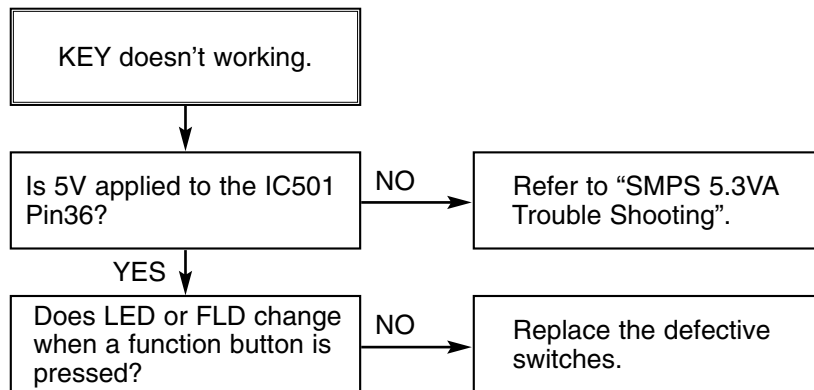 KEY doesn't working.
Is 5V applied to the IC501
Pin36?
NO
Refer to “SMPS 5.3VA
Trouble Shooting”.
YES
Does LED or FLD change
when a function button is
pressed?
NO
Replace the defective
switches.